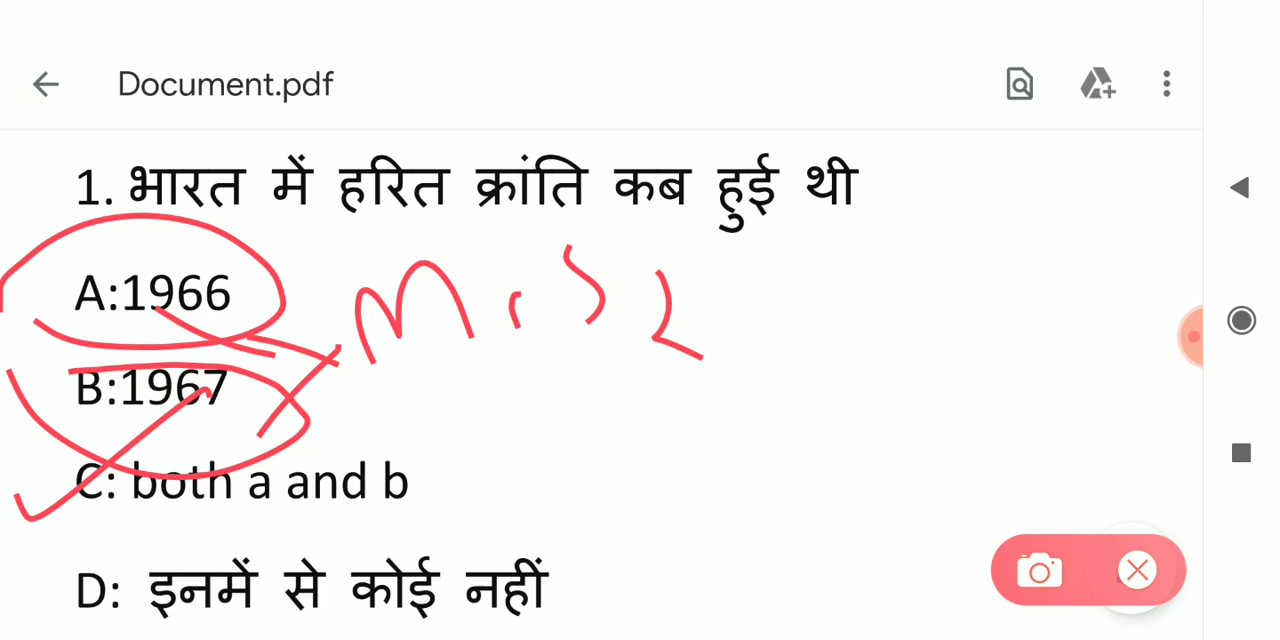 Document.pdf
1. भारत में हरित क्रांति कब हुई थी
A:1966
B:1967
C: both a and b
D: इनमें से कोई नहीं